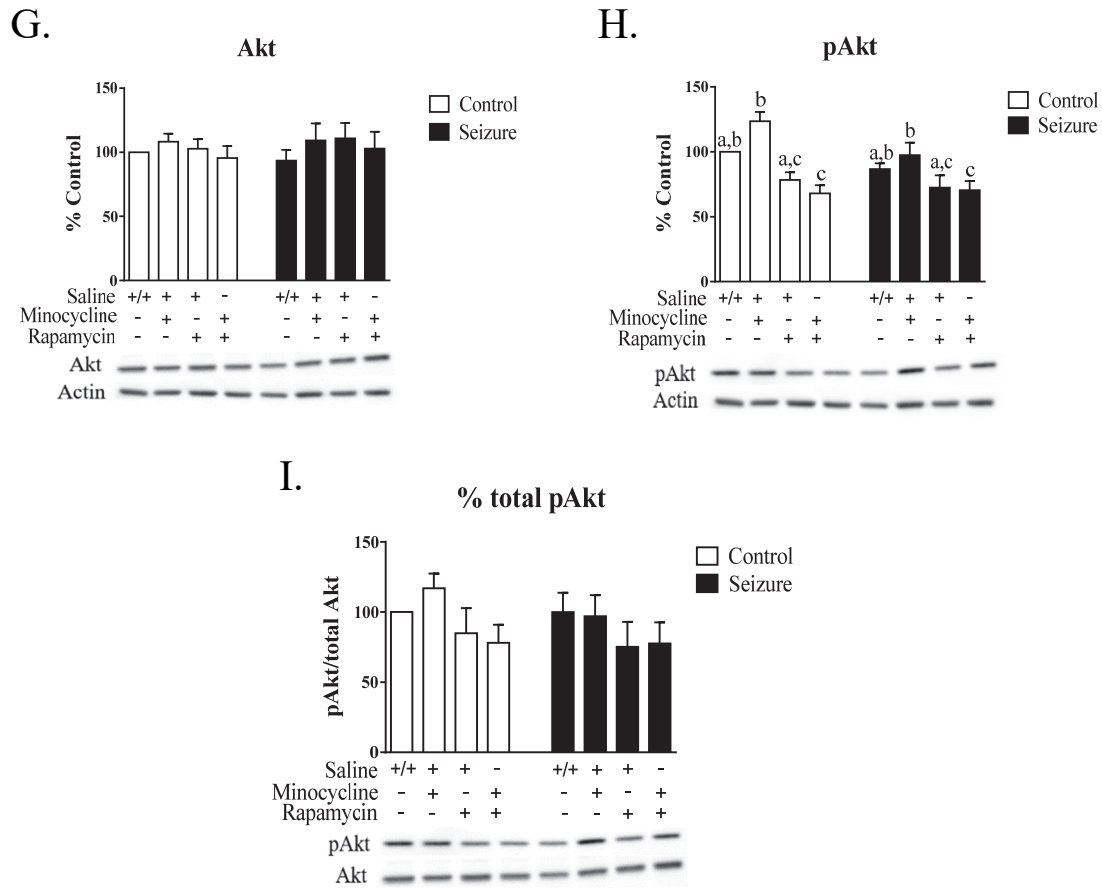 G.
Akt
150
100
50
0
% Control
Control
Seizure
Saline +/+ + + - +/+ + + -
Minocycline - + - + - + - +
Rapamycin - - + + - - + +
Akt
Actin
H.
pAkt
150
100
50
0
% Control
a,b b a,c c a,b b a,c c
Control
Seizure
Saline +/+ + + - +/+ + + -
Minocycline - + - + - + - +
Rapamycin - - + + - - + +
pAkt
Actin
I.
% total pAkt
150
100
50
0
pAkt/total Akt
Control
Seizure
Saline +/+ + + - +/+ + + -
Minocycline - + - + - + - +
Rapamycin - - + + - - + +
pAkt
Akt